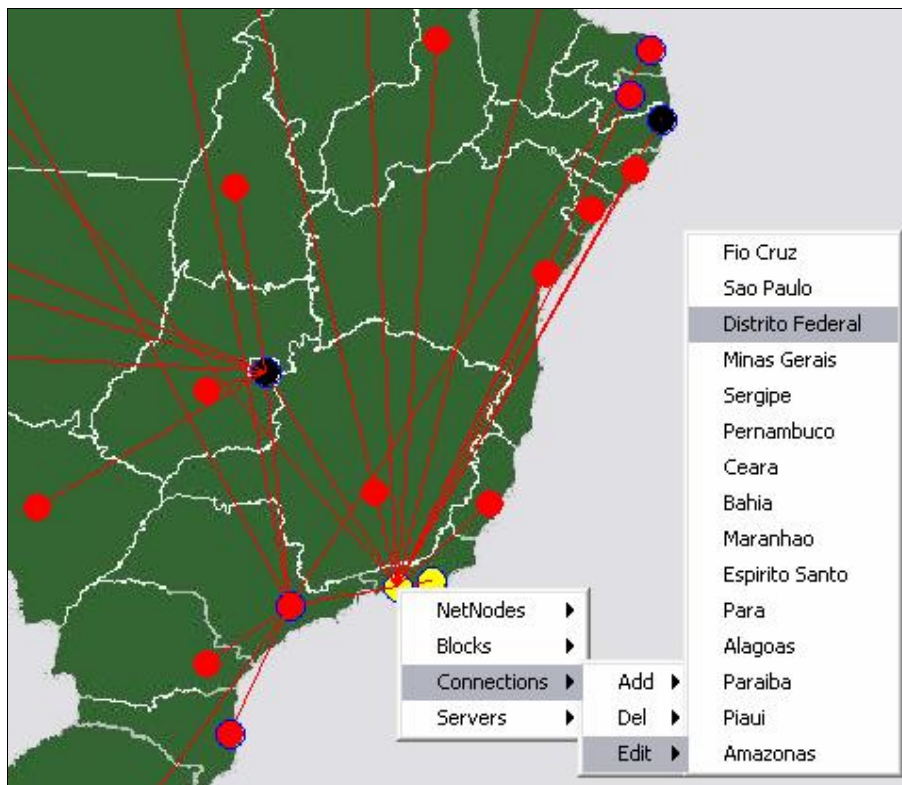 NetNodes
Blocks
Connections
Servers
Add
Del
Edit
Fio Cruz
Sao Paulo
Distrito Federal
Minas Gerais
Sergipe
Pernambuco
Ceara
Bahia
Maranhao
Espirito Santo
Para
Alagoas
Paraiba
Piaui
Amazonas